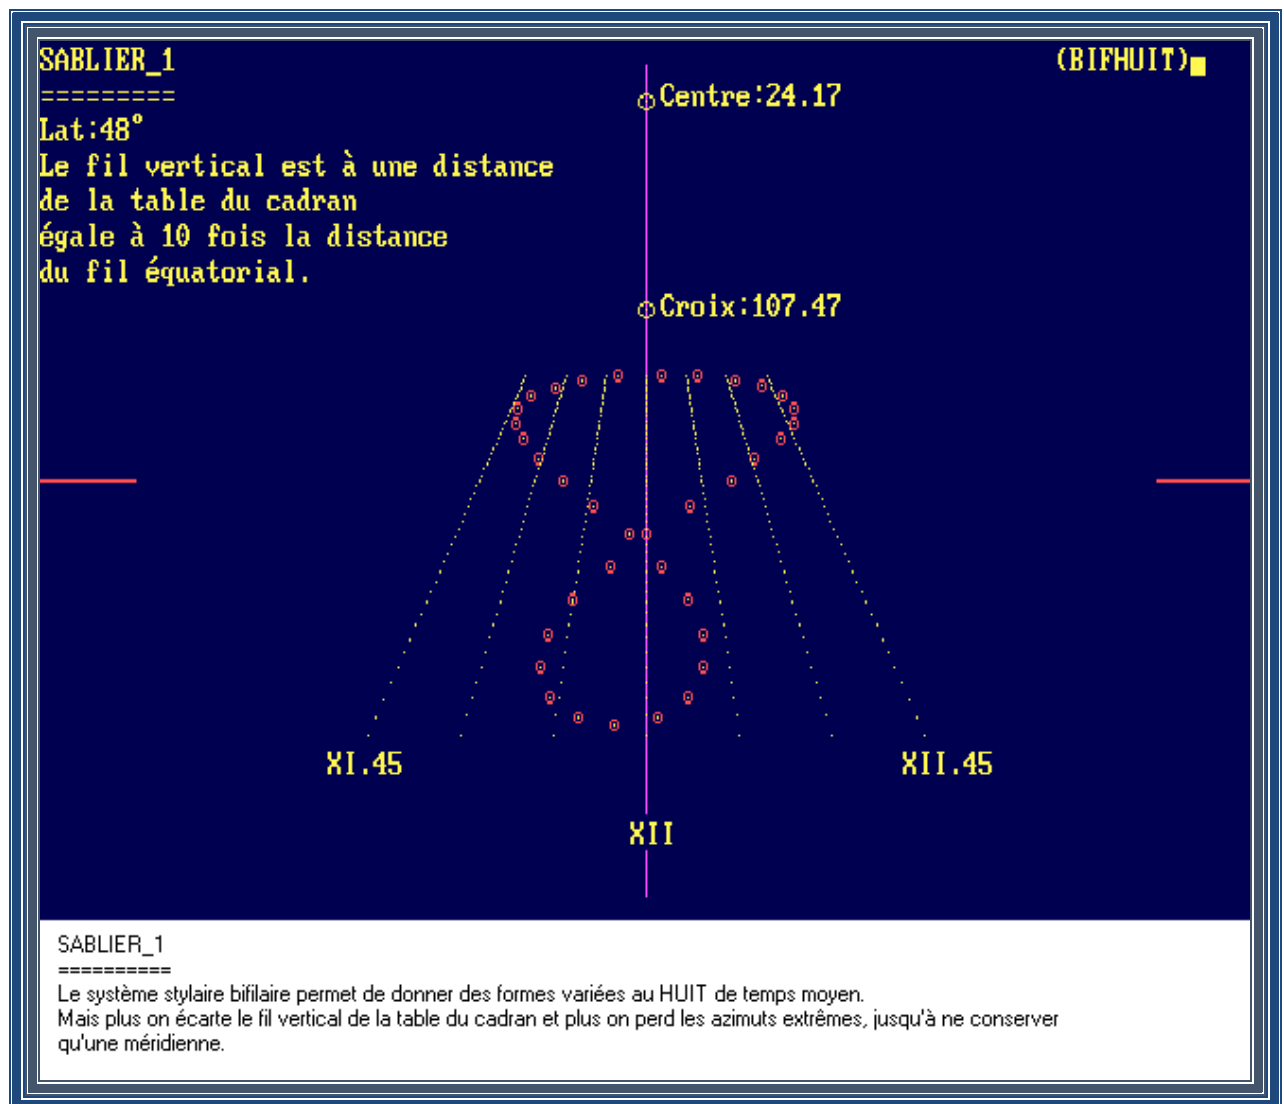 SABLIER_1
(BIFHUIT)
=========
Centre:24.17
Lat:48°
Le fil vertical est à une distance
de la table du cadran
égale à 10 fois la distance
du fil équatorial.
Croix:107.47
XI.45
XII.45
XII
SABLIER_1
==========
Le système stylaire bifilaire permet de donner des formes variées au HUIT de temps moyen.
Mais plus on écarte le fil vertical de la table du cadran et plus on perd les azimuts extrêmes, jusqu'à ne conserver
qu'une méridienne.